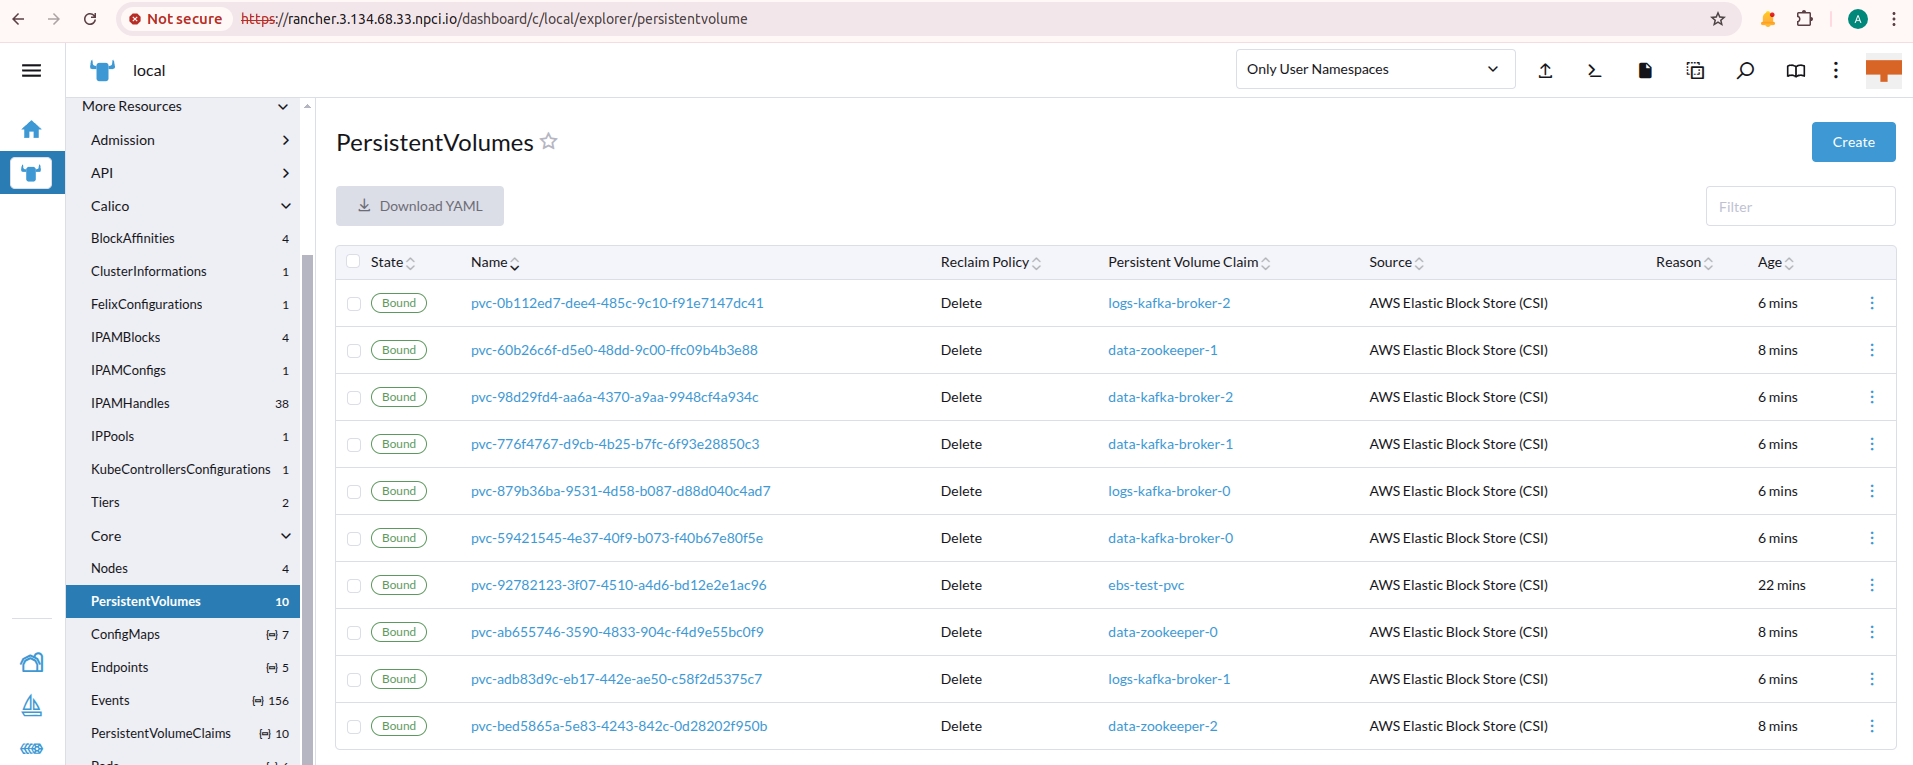 Not secure https://rancher.3.134.68.33.npci.io/dashboard/c/local/explorer/persistentvolume A
local Only User Namespaces
More Resources
Admission
API
Calico
BlockAffinities 4
ClusterInformations 1
FelixConfigurations 1
IPAMBlocks 4
IPAMConfigs 1
IPAMHandles 38
IPPools 1
KubeControllersConfigurations 1
Tiers 2
Core
Nodes 4
PersistentVolumes 10
ConfigMaps 7
Endpoints 5
Events 156
PersistentVolumeClaims 10
PersistentVolumes
Create
Download YAML
Filter
State Name Reclaim Policy Persistent Volume Claim Source Reason Age
Bound pvc-0b112ed7-dee4-485c-9c10-f91e7147dc41 Delete logs-kafka-broker-2 AWS Elastic Block Store (CSI) 6 mins
Bound pvc-60b26c6f-d5e0-48dd-9c00-ffc09b4b3e88 Delete data-zookeeper-1 AWS Elastic Block Store (CSI) 8 mins
Bound pvc-98d29fd4-aa6a-4370-a9aa-9948cf4a934c Delete data-kafka-broker-2 AWS Elastic Block Store (CSI) 6 mins
Bound pvc-776f4767-d9cb-4b25-b7fc-6f93e28850c3 Delete data-kafka-broker-1 AWS Elastic Block Store (CSI) 6 mins
Bound pvc-879b36ba-9531-4d58-b087-d88d040c4ad7 Delete logs-kafka-broker-0 AWS Elastic Block Store (CSI) 6 mins
Bound pvc-59421545-4e37-40f9-b073-f40b67e80f5e Delete data-kafka-broker-0 AWS Elastic Block Store (CSI) 6 mins
Bound pvc-92782123-3f07-4510-a4d6-bd12e2e1ac96 Delete ebs-test-pvc AWS Elastic Block Store (CSI) 22 mins
Bound pvc-ab655746-3590-4833-904c-f4d9e55bc0f9 Delete data-zookeeper-0 AWS Elastic Block Store (CSI) 8 mins
Bound pvc-adb83d9c-eb17-442e-ae50-c58f2d5375c7 Delete logs-kafka-broker-1 AWS Elastic Block Store (CSI) 6 mins
Bound pvc-bed5865a-5e83-4243-842c-0d28202f950b Delete data-zookeeper-2 AWS Elastic Block Store (CSI) 8 mins